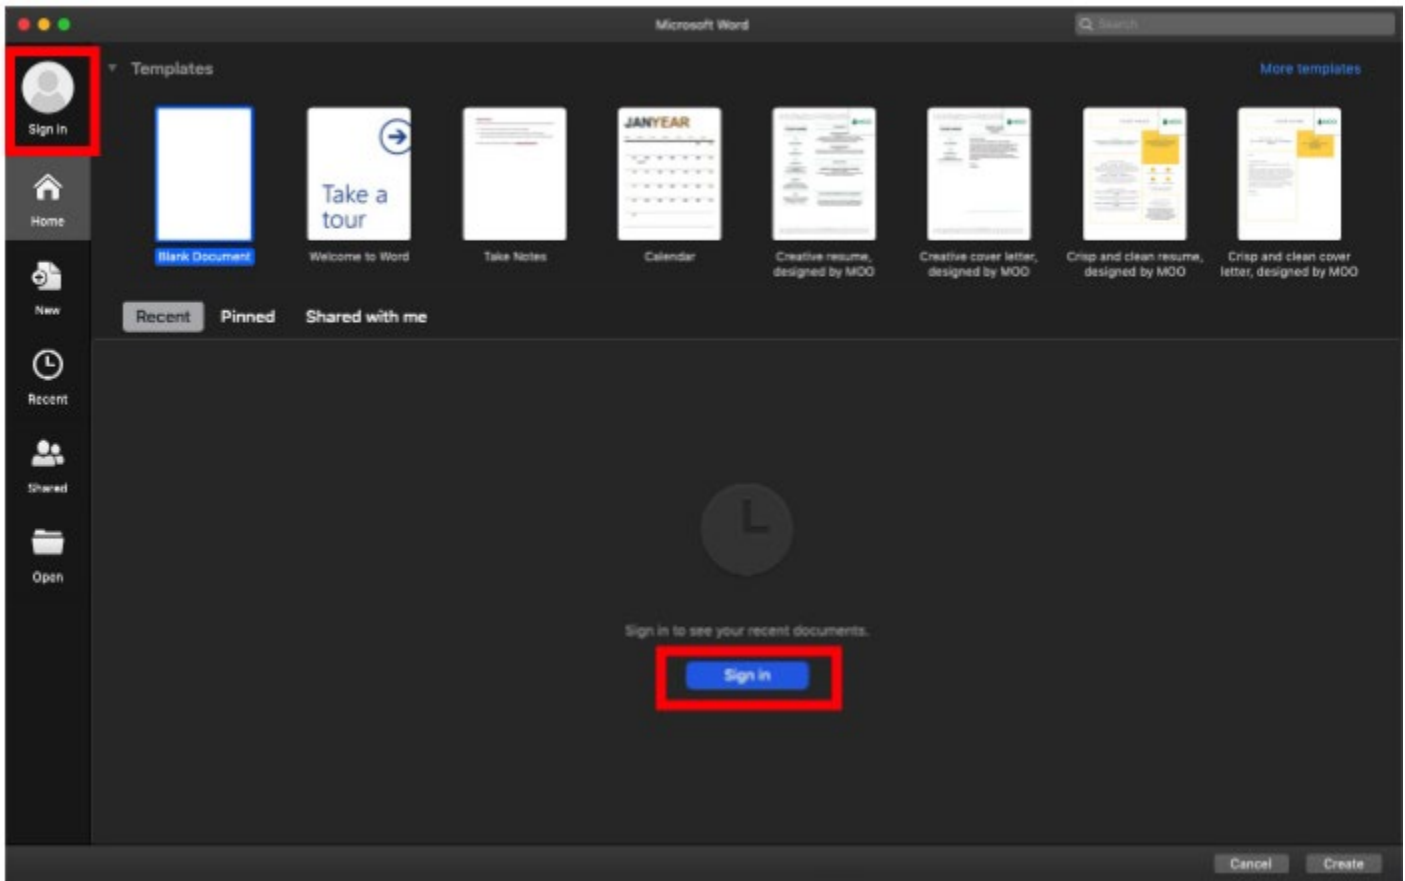 Microsoft Word
Search
Sign in
Templates
More templates
JANYEAR
Take a
tour
Blank Document
Welcome to Word
Take Notes
Calendar
Creative resume,
designed by MOO
Creative cover letter,
designed by MOO
Crisp and clean resume,
designed by MOO
Crisp and clean cover
letter, designed by MOO
Home
New
Recent
Shared
Open
Recent
Pinned
Shared with me
Sign in to see your recent documents.
Sign in
Cancel
Create